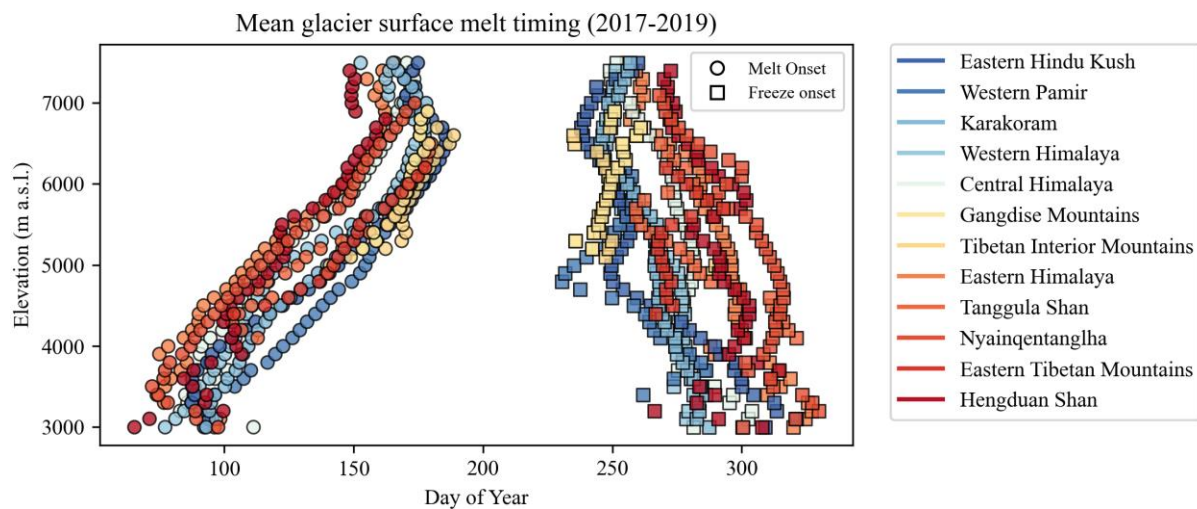 Mean glacier surface melt timing (2017-2019)
Melt Onset
Freeze onset
Elevation (m a.s.l.)
7000
6000
5000
4000
3000
100
150
200
250
300
Day of Year
Eastern Hindu Kush
Western Pamir
Karakoram
Western Himalaya
Central Himalaya
Gangdise Mountains
Tibetan Interior Mountains
Eastern Himalaya
Tanggula Shan
Nyainqentanglha
Eastern Tibetan Mountains
Hengduan Shan